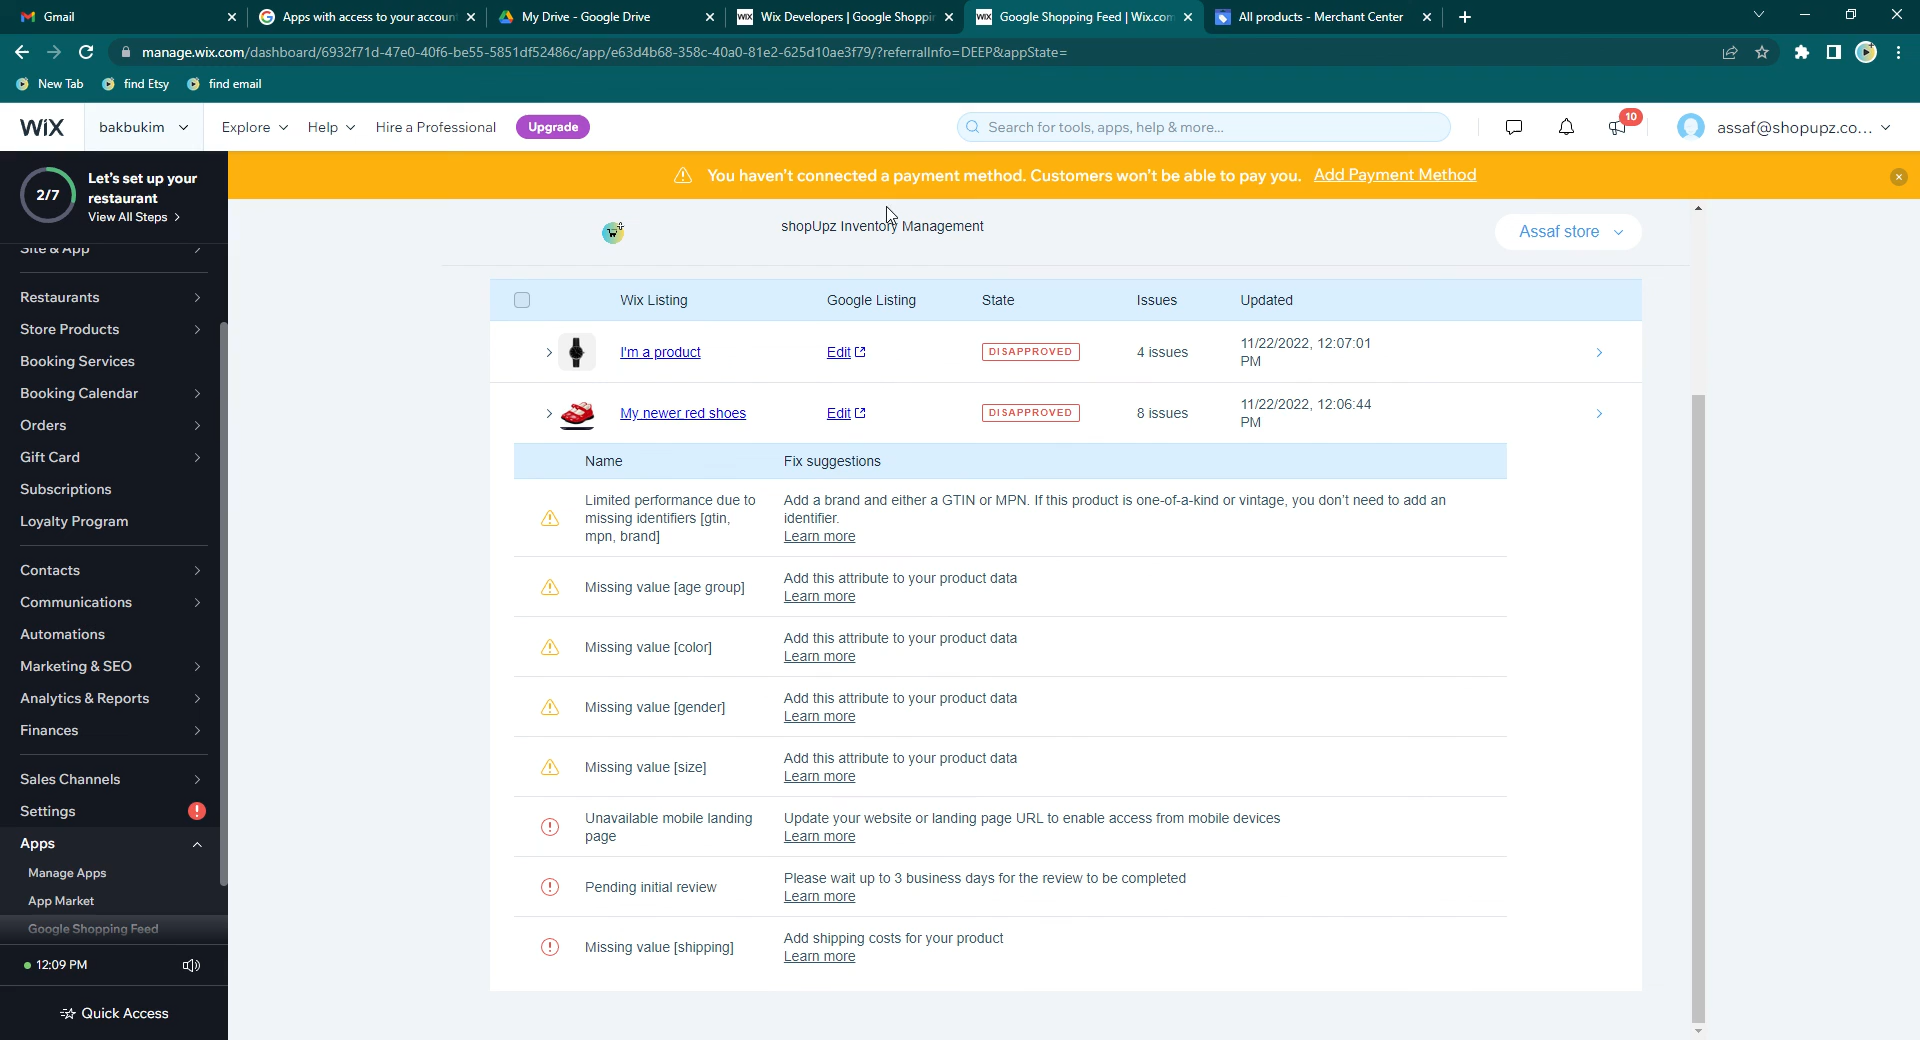 Gmail
Apps with access to your accoun
My Drive - Google Drive
WIX Wix Developers | Google Shoppi
WIX Google Shopping Feed | Wix.com
All products - Merchant Center
manage.wix.com/dashboard/6932f71d-47e0-40f6-be55-5851df52486c/app/e63d4b68-358c-40a0-81e2-625d10ae3f79/?referralInfo=DEEP&appState=
New Tab
find Etsy
find email
WIX
bakbukim
Explore
Help
Hire a Professional
Upgrade
Search for tools, apps, help & more...
10
assaf@shopupz.co...
2/7
Let's set up your
restaurant
View All Steps >
You haven't connected a payment method. Customers won't be able to pay you. Add Payment Method
Site & App
Restaurants
Store Products
Booking Services
Booking Calendar
Orders
Gift Card
Subscriptions
Loyalty Program
Contacts
Communications
Automations
Marketing & SEO
Analytics & Reports
Finances
Sales Channels
Settings
Apps
Manage Apps
App Market
Google Shopping Feed
12:09 PM
Quick Access
shopUpz Inventory Management
Assaf store
Wix Listing Google Listing State Issues Updated
I'm a product Edit DISAPPROVED 4 issues 11/22/2022, 12:07:01
PM
My newer red shoes Edit DISAPPROVED 8 issues 11/22/2022, 12:06:44
PM
Name Fix suggestions
Limited performance due to
missing identifiers [gtin,
mpn, brand]
Add a brand and either a GTIN or MPN. If this product is one-of-a-kind or vintage, you don't need to add an
identifier.
Learn more
Missing value [age group]
Add this attribute to your product data
Learn more
Missing value [color]
Add this attribute to your product data
Learn more
Missing value [gender]
Add this attribute to your product data
Learn more
Missing value [size]
Add this attribute to your product data
Learn more
Unavailable mobile landing
page
Update your website or landing page URL to enable access from mobile devices
Learn more
Pending initial review
Please wait up to 3 business days for the review to be completed
Learn more
Missing value [shipping]
Add shipping costs for your product
Learn more